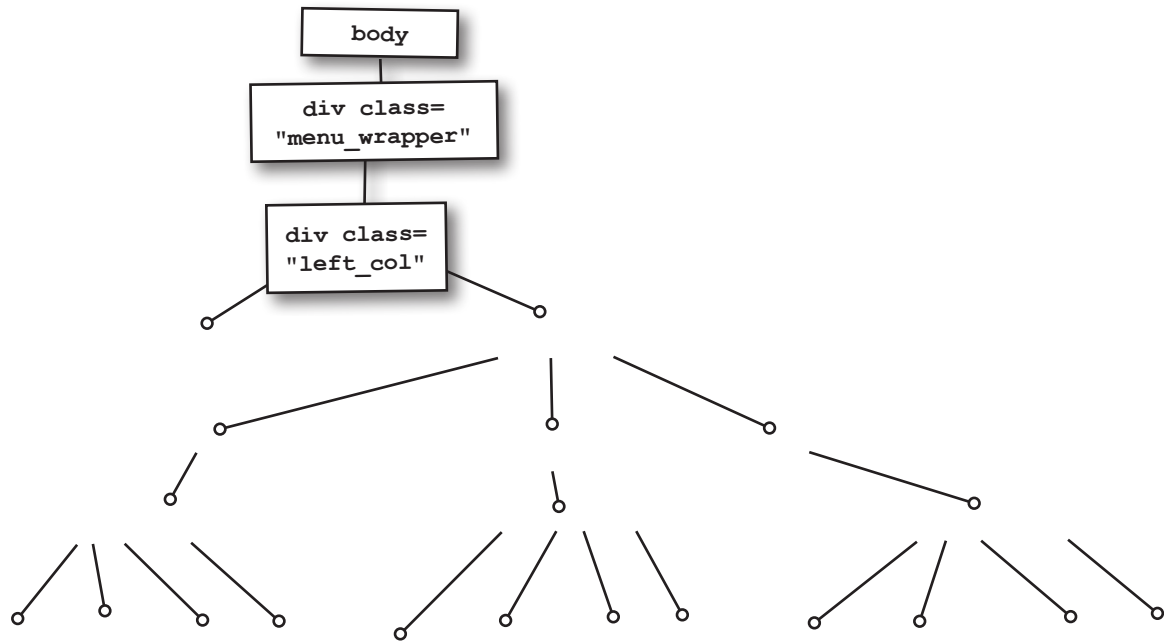 body
div class=
"menu_wrapper"
div class=
"left_col"